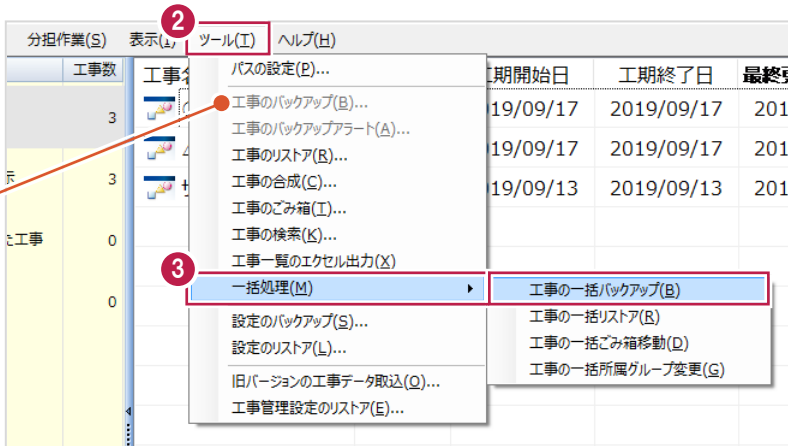 2
分担作業(S) 表示(I) ツール(T) ヘルプ(H)
工事数 工事名 工期開始日 工期終了日 最終更
3 2019/09/17 2019/09/17 201
3 2019/09/17 2019/09/17 201
2019/09/13 2019/09/13 201
た工事 0
0
パスの設定(P)...
工事のバックアップ(B)...
工事のバックアップアラート(A)...
工事のリストア(R)...
工事の合成(C)...
工事のごみ箱(T)...
工事の検索(K)...
工事一覧のエクセル出力(X)
3
一括処理(M)
設定のバックアップ(S)...
設定のリストア(L)...
旧バージョンの工事データ取込(O)...
工事管理設定のリストア(E)...
工事の一括バックアップ(B)
工事の一括リストア(R)
工事の一括ごみ箱移動(D)
工事の一括所属グループ変更(G)